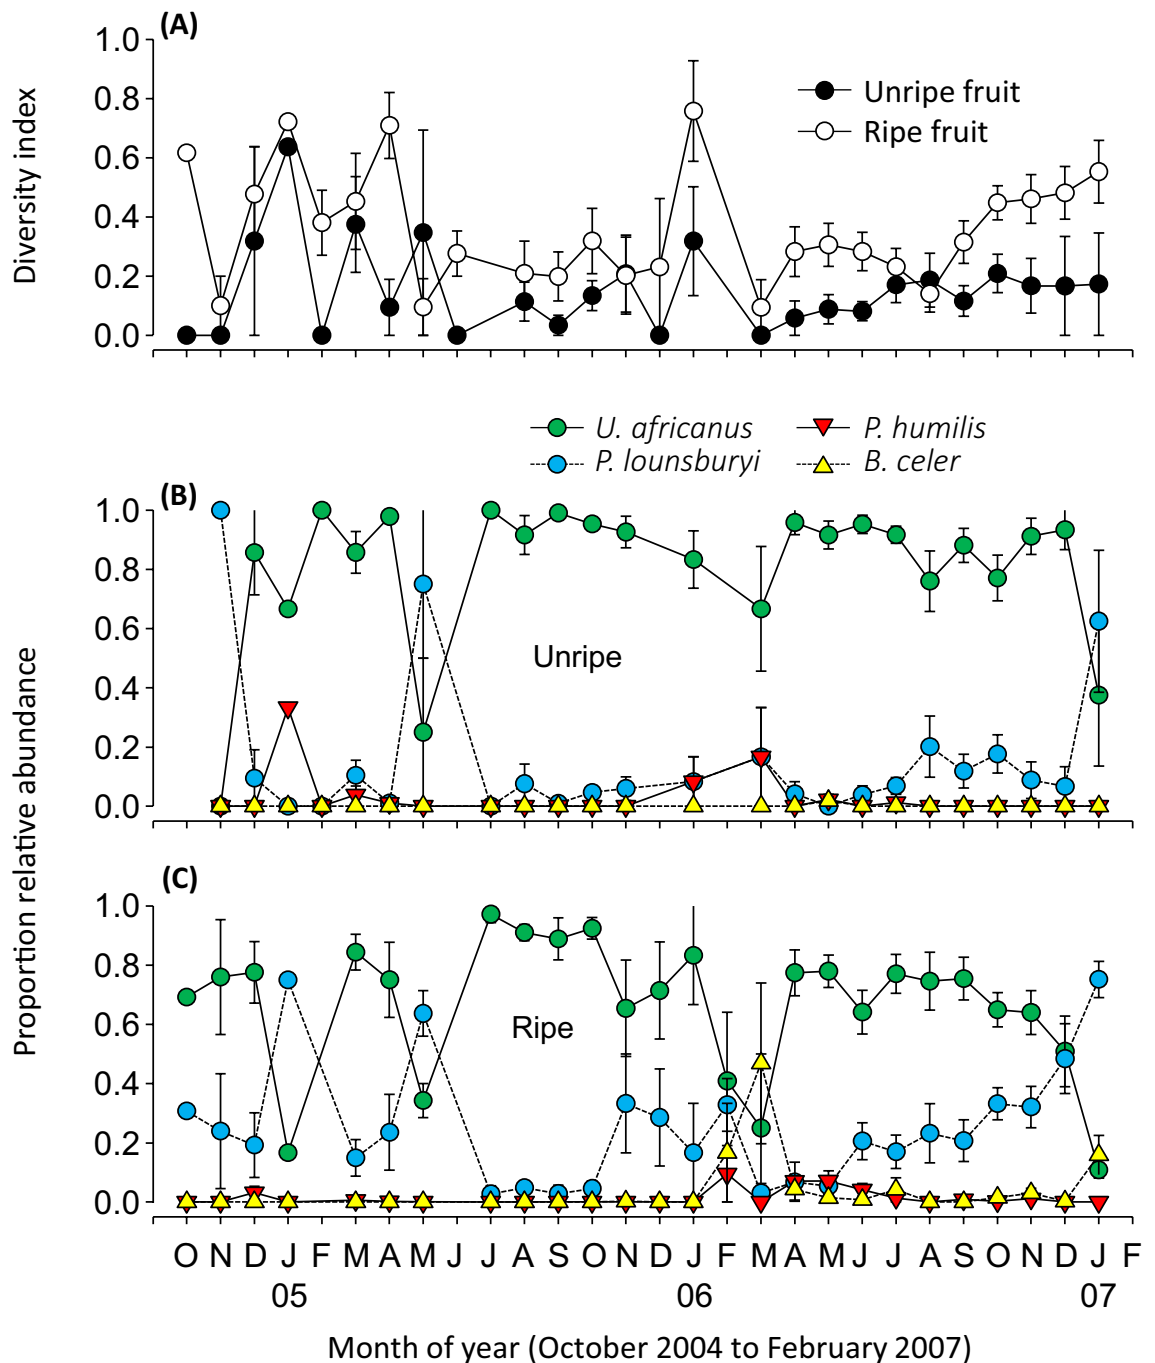 (A)
1.0
0.8
0.6
0.4
0.2
0.0
Diversity index
Unripe fruit
Ripe fruit
U. africanus
P. humilis
P. lounsburyi
B. celer
(B)
1.0
0.8
0.6
0.4
0.2
0.0
Unripe
Proportion relative abundance
(C)
1.0
0.8
0.6
0.4
0.2
0.0
Ripe
O N D J F M A M J J A S O N D J F M A M J J A S O N D J F
05 06 07
Month of year (October 2004 to February 2007)